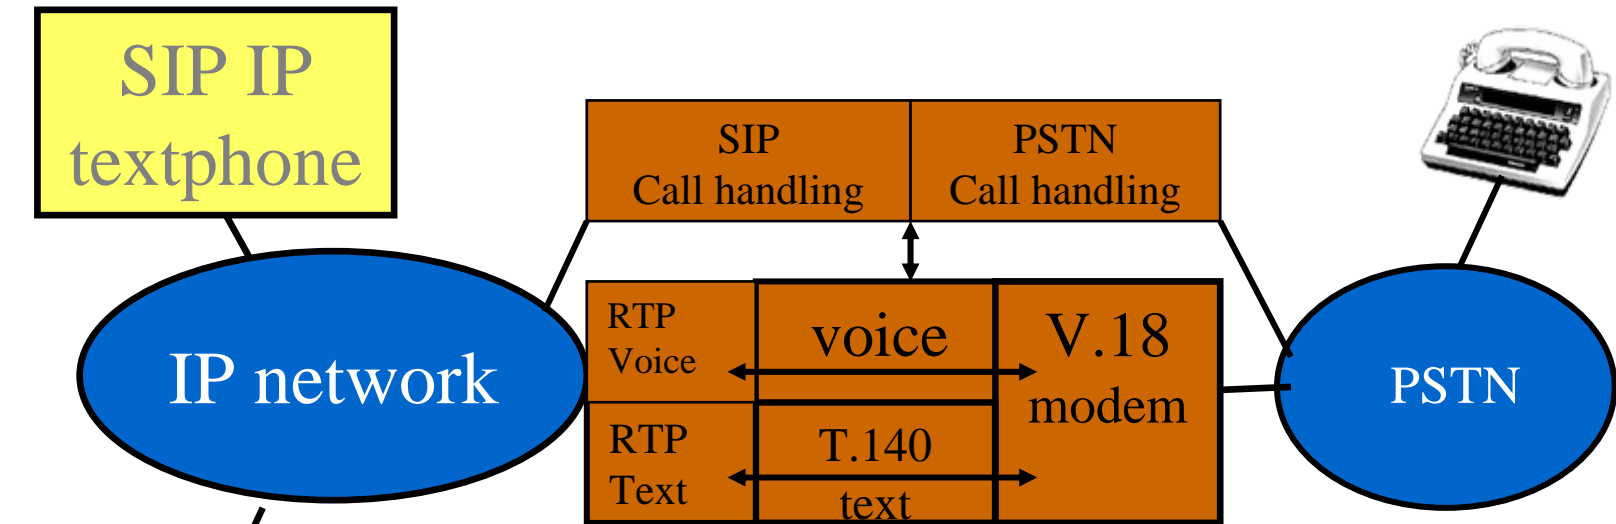 SIP IP
textphone
SIP
Call handling
PSTN
Call handling
IP network
RTP
Voice
voice
V.18
modem
RTP
Text
T.140
text
PSTN